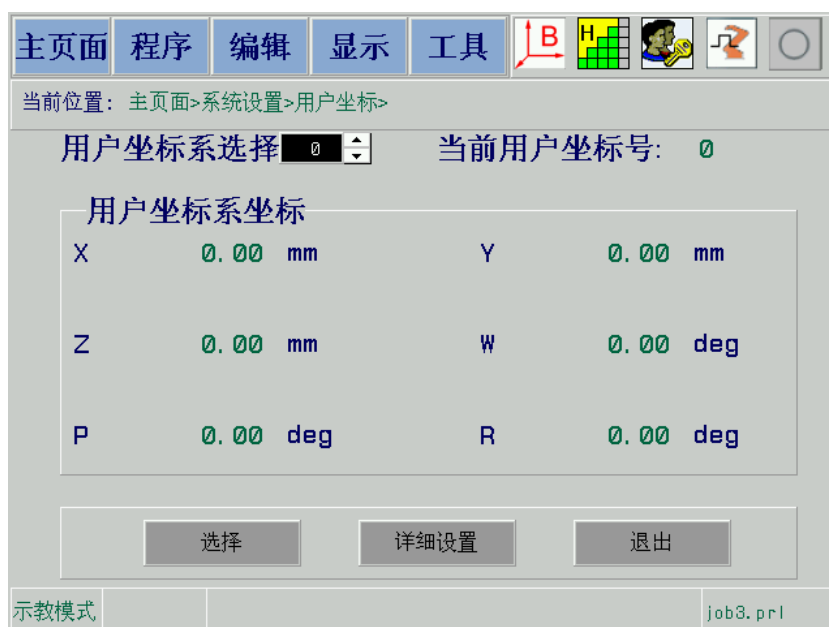 主页面 程序 编辑 显示 工具 B H
当前位置: 主页面>系统设置>用户坐标>
用户坐标系选择 0 当前用户坐标号: 0
用户坐标系坐标
X 0.00 mm Y 0.00 mm
Z 0.00 mm W 0.00 deg
P 0.00 deg R 0.00 deg
选择 详细设置 退出
示教模式 job3.prl